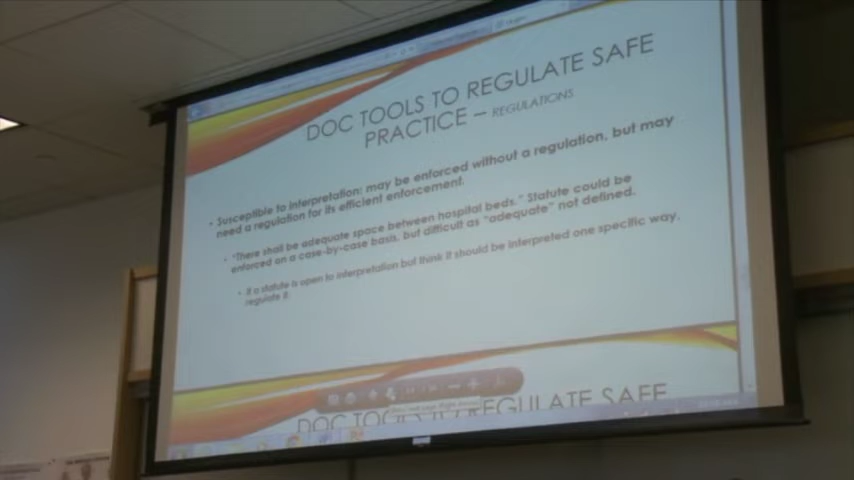 DOC TOOLS TO REGULATE SAFE
PRACTICE – REGULATIONS
• Susceptible to interpretation: may be enforced without a regulation, but may
need a regulation for its efficient enforcement.
• "There shall be adequate space between hospital beds." Statute could be
enforced on a case-by-case basis, but difficult as "adequate" not defined.
• If a statute is open to interpretation but think it should be interpreted one specific way,
regulate it.
DOC TOOLS TO REGULATE SAFE